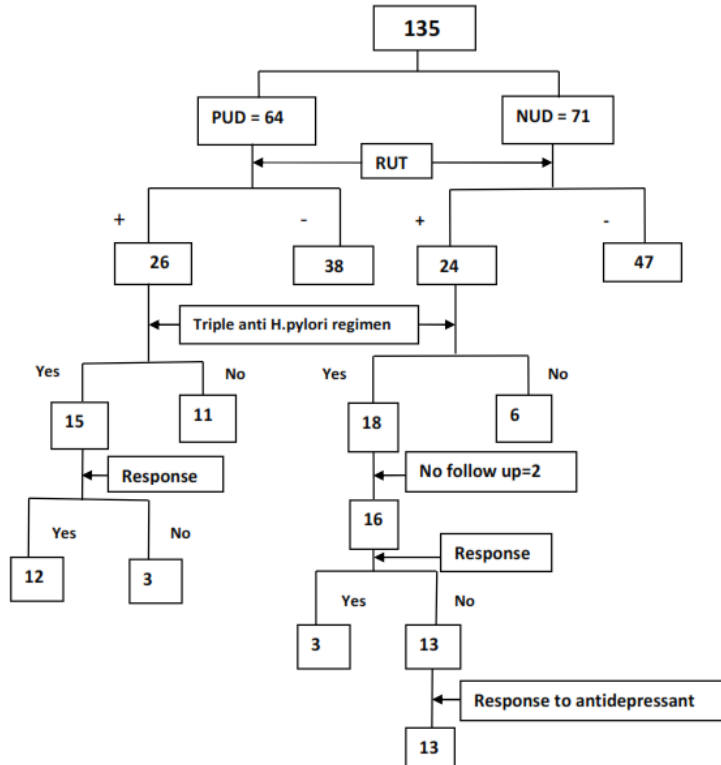 135
PUD = 64
NUD = 71
RUT
+
-
+
-
26
38
24
47
Triple anti H.pylori regimen
Yes
No
Yes
No
15
11
18
6
Response
No follow up=2
16
Yes
No
Response
12
3
Yes
No
3
13
Response to antidepressant
13